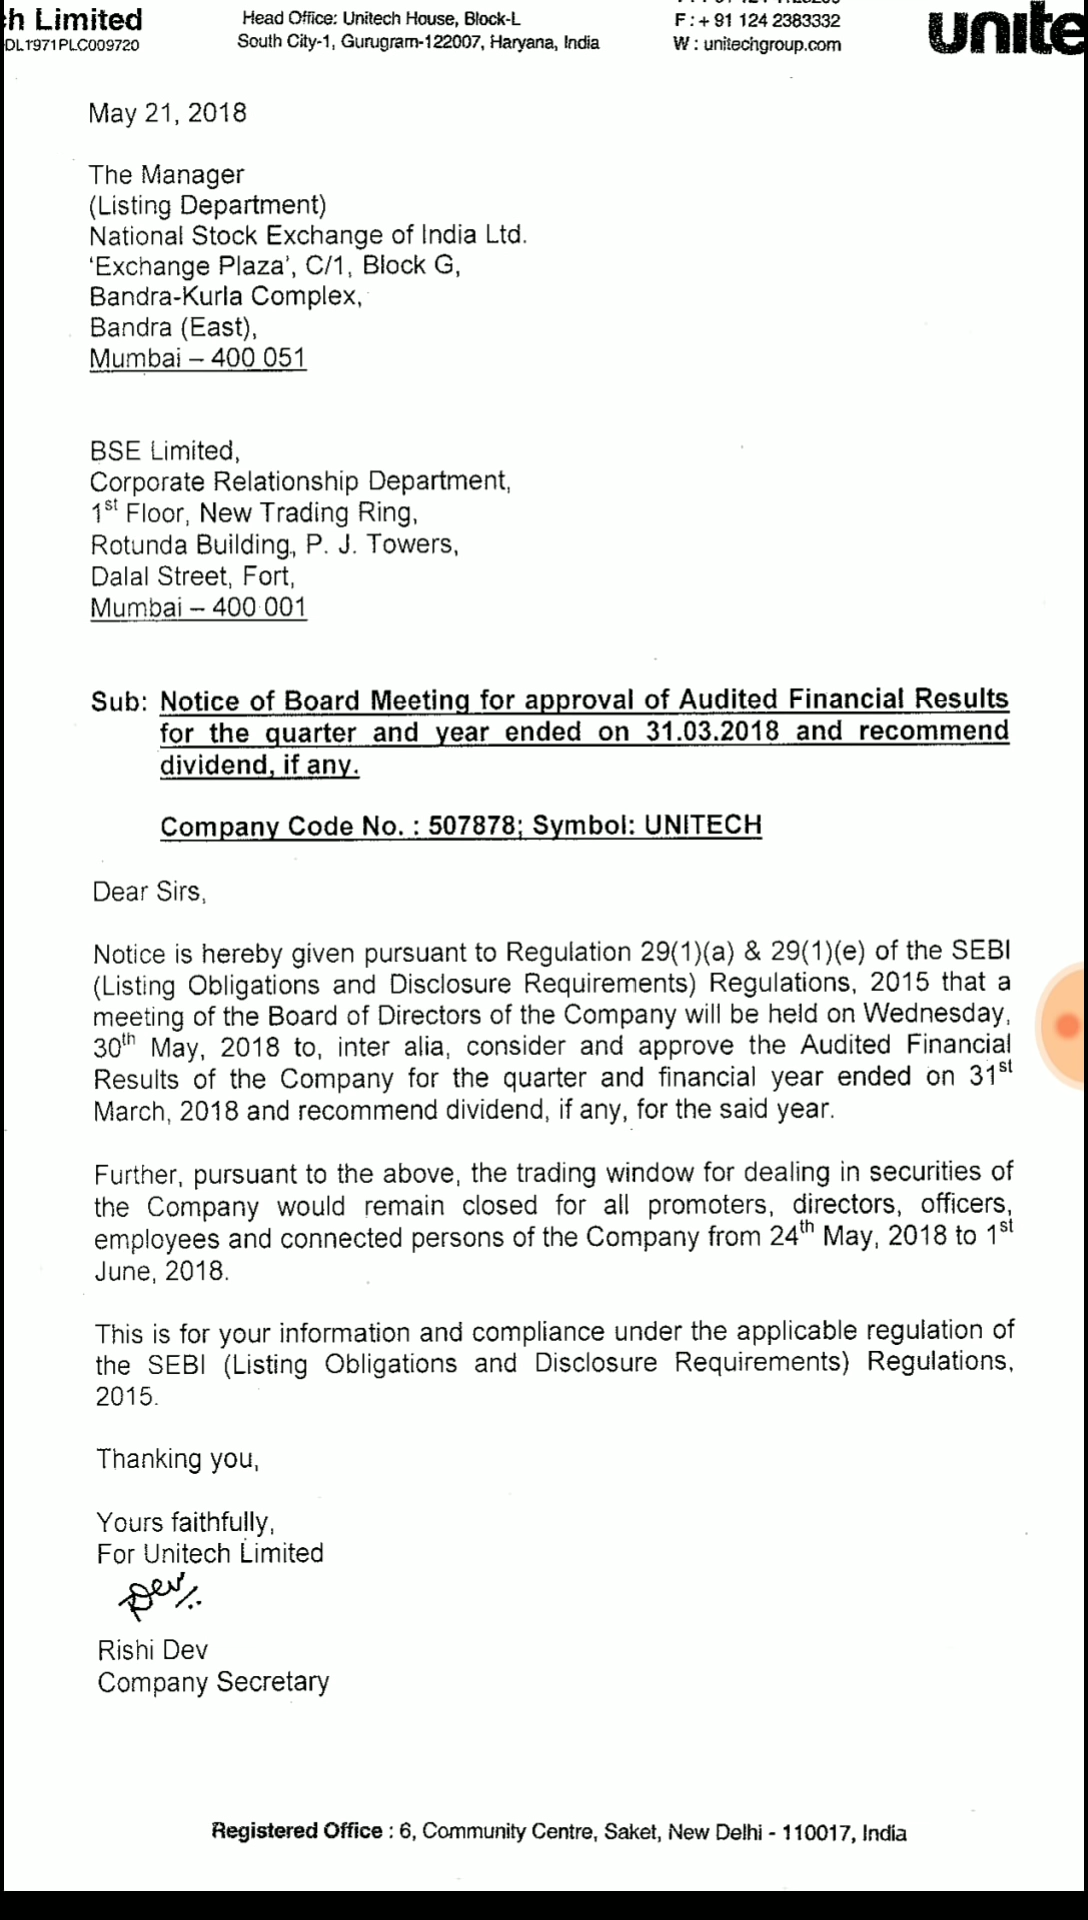 h Limited
DL1971PLC009720
Head Office: Unitech House, Block-L
South City-1, Gurugram-122007, Haryana, India
F : + 91 124 2383332
W : unitechgroup.com
unite
May 21, 2018
The Manager
(Listing Department)
National Stock Exchange of India Ltd.
‘Exchange Plaza’, C/1, Block G,
Bandra-Kurla Complex,
Bandra (East),
Mumbai – 400 051
BSE Limited,
Corporate Relationship Department,
1st Floor, New Trading Ring,
Rotunda Building, P. J. Towers,
Dalal Street, Fort,
Mumbai – 400 001
Sub: Notice of Board Meeting for approval of Audited Financial Results
for the quarter and year ended on 31.03.2018 and recommend
dividend, if any.
Company Code No. : 507878; Symbol: UNITECH
Dear Sirs,
Notice is hereby given pursuant to Regulation 29(1)(a) & 29(1)(e) of the SEBI
(Listing Obligations and Disclosure Requirements) Regulations, 2015 that a
meeting of the Board of Directors of the Company will be held on Wednesday,
30th May, 2018 to, inter alia, consider and approve the Audited Financial
Results of the Company for the quarter and financial year ended on 31st
March, 2018 and recommend dividend, if any, for the said year.
Further, pursuant to the above, the trading window for dealing in securities of
the Company would remain closed for all promoters, directors, officers,
employees and connected persons of the Company from 24th May, 2018 to 1st
June, 2018.
This is for your information and compliance under the applicable regulation of
the SEBI (Listing Obligations and Disclosure Requirements) Regulations,
2015.
Thanking you,
Yours faithfully,
For Unitech Limited
Dev
Rishi Dev
Company Secretary
Registered Office : 6, Community Centre, Saket, New Delhi - 110017, India